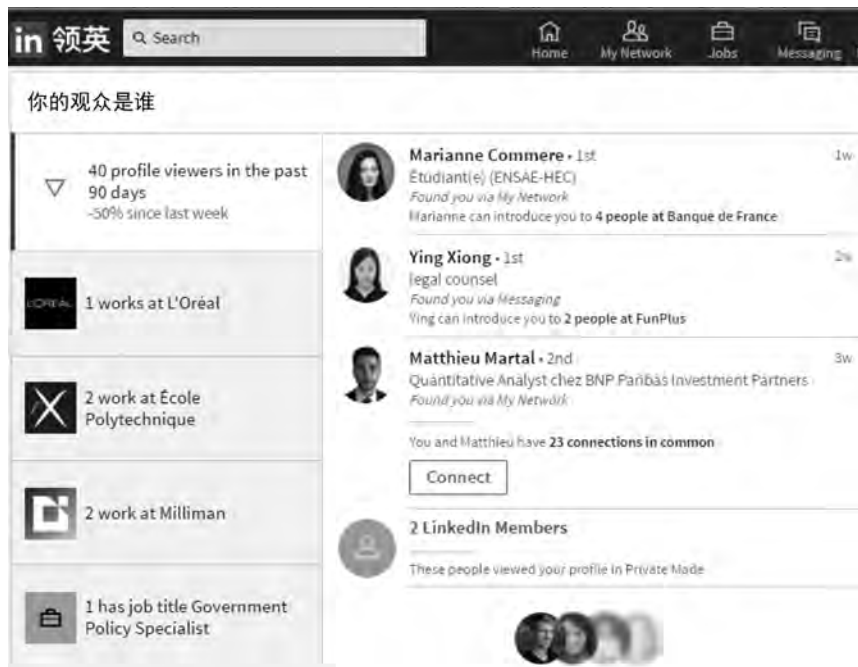 in 领英
Search
Home
My Network
Jobs
Messaging
你的观众是谁
40 profile viewers in the past
90 days
-50% since last week
L'ORÉAL
1 works at L'Oréal
2 work at École
Polytechnique
2 work at Milliman
1 has job title Government
Policy Specialist
Marianne Commere • 1st
1w
Étudiant(e) (ENSAE-HEC)
Found you via My Network
Marianne can introduce you to 4 people at Banque de France
Ying Xiong • 1st
2w
legal counsel
Found you via Messaging
Ying can introduce you to 2 people at FunPlus
Matthieu Martal • 2nd
3w
Quantitative Analyst chez BNP Paribas Investment Partners
Found you via My Network
You and Matthieu have 23 connections in common
Connect
2 LinkedIn Members
These people viewed your profile in Private Mode